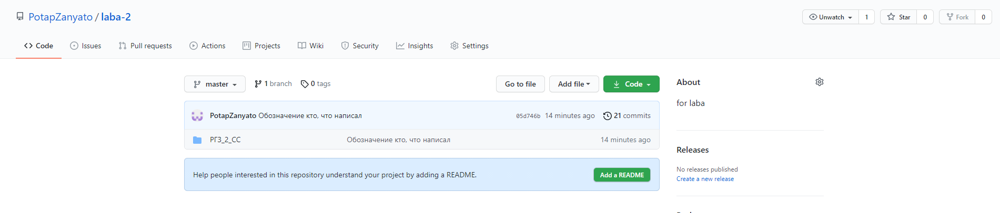 PotapZanyato / laba-2
Unwatch 1 Star 0 Fork 0
Code Issues Pull requests Actions Projects Wiki Security Insights Settings
master 1 branch 0 tags Go to file Add file Code
PotapZanyato Обозначение кто, что написал 05d746b 14 minutes ago 21 commits
РГЗ_2_СС Обозначение кто, что написал 14 minutes ago
Help people interested in this repository understand your project by adding a README. Add a README
About
for laba
Releases
No releases published
Create a new release